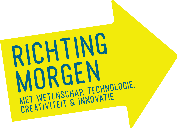 RICHTING
MORGEN
MET WETENSCHAP, TECHNOLOGIE,
CREATIVITEIT & INNOVATIE